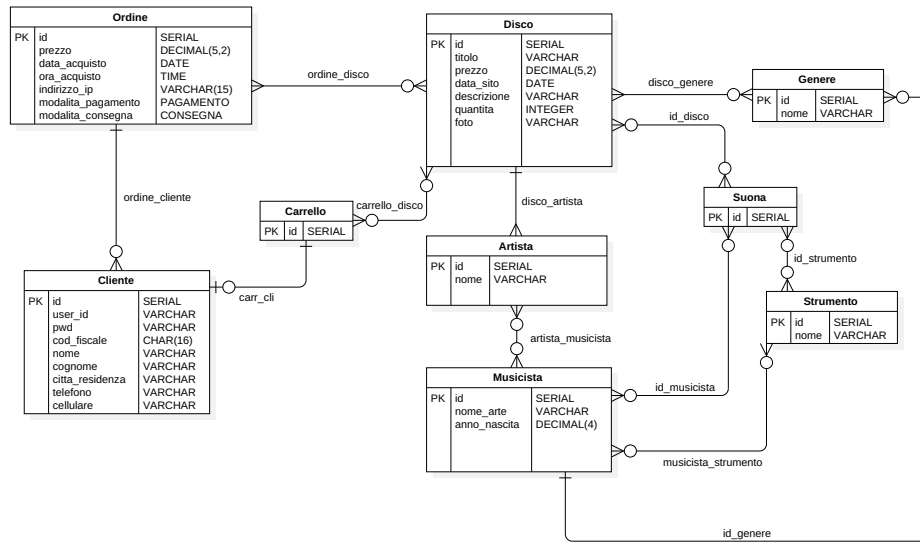 Ordine
PK id SERIAL
prezzo DECIMAL(5,2)
data_acquisto DATE
ora_acquisto TIME
indirizzo_ip VARCHAR(15)
modalita_pagamento PAGAMENTO
modalita_consegna CONSEGNA
ordine_disco
Disco
PK id SERIAL
titolo VARCHAR
prezzo DECIMAL(5,2)
data_sito DATE
descrizione VARCHAR
quantita INTEGER
foto VARCHAR
disco_genere
Genere
PK id SERIAL
nome VARCHAR
id_disco
ordine_cliente
Carrello
PK id SERIAL
carrello_disco
disco_artista
Suona
PK id SERIAL
Artista
PK id SERIAL
nome VARCHAR
id_strumento
Cliente
PK id SERIAL
user_id VARCHAR
pwd VARCHAR
cod_fiscale CHAR(16)
nome VARCHAR
cognome VARCHAR
citta_residenza VARCHAR
telefono VARCHAR
cellulare VARCHAR
carr_cli
Strumento
PK id SERIAL
nome VARCHAR
artista_musicista
Musicista
PK id SERIAL
nome_arte VARCHAR
anno_nascita DECIMAL(4)
id_musicista
musicista_strumento
id_genere